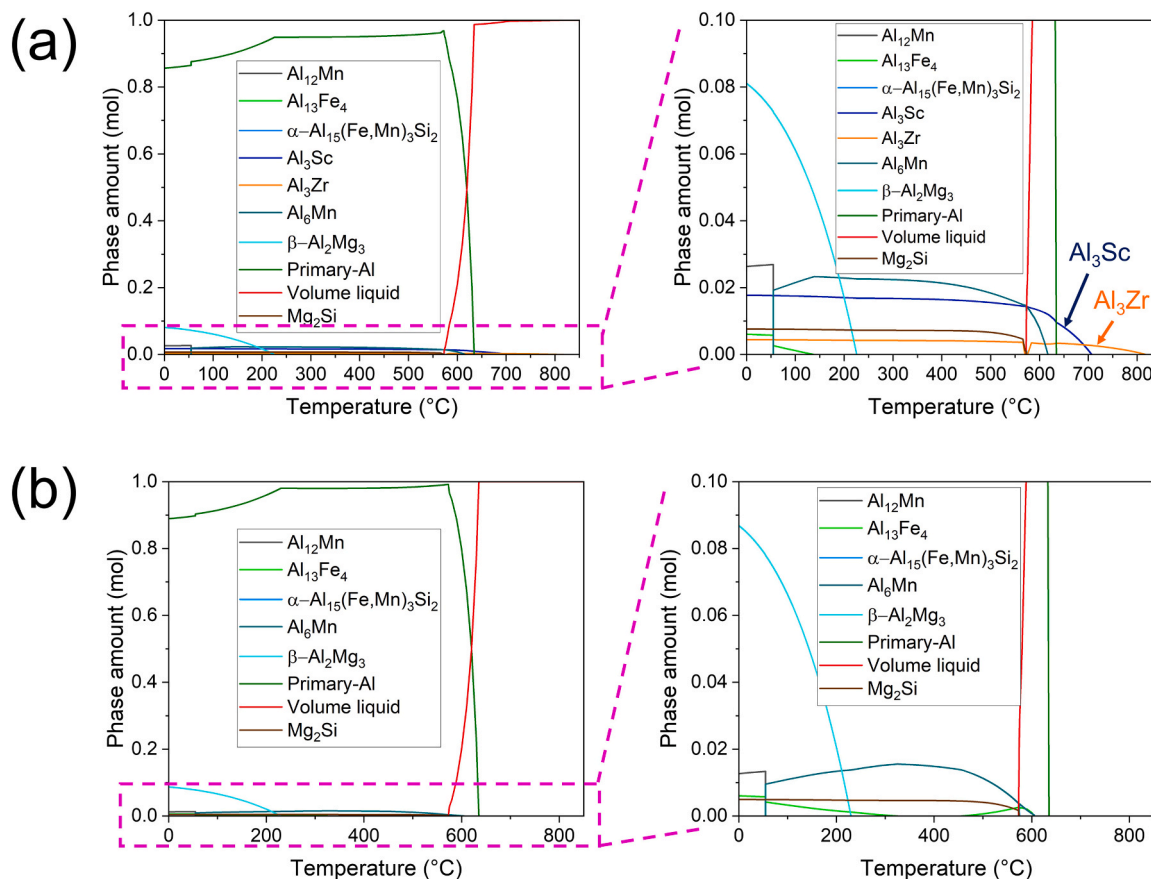 (a)
Phase amount (mol)
1.0
0.8
0.6
0.4
0.2
0.0
Al₁₂Mn
Al₁₃Fe₄
α−Al₁₅(Fe,Mn)₃Si₂
Al₃Sc
Al₃Zr
Al₆Mn
β−Al₂Mg₃
Primary-Al
Volume liquid
Mg₂Si
0 100 200 300 400 500 600 700 800
Temperature (°C)
Phase amount (mol)
0.10
0.08
0.06
0.04
0.02
0.00
Al₁₂Mn
Al₁₃Fe₄
α−Al₁₅(Fe,Mn)₃Si₂
Al₃Sc
Al₃Zr
Al₆Mn
β−Al₂Mg₃
Primary-Al
Volume liquid
Mg₂Si
Al₃Sc
Al₃Zr
0 100 200 300 400 500 600 700 800
Temperature (°C)
(b)
Phase amount (mol)
1.0
0.8
0.6
0.4
0.2
0.0
Al₁₂Mn
Al₁₃Fe₄
α−Al₁₅(Fe,Mn)₃Si₂
Al₆Mn
β−Al₂Mg₃
Primary-Al
Volume liquid
Mg₂Si
0 200 400 600 800
Temperature (°C)
Phase amount (mol)
0.10
0.08
0.06
0.04
0.02
0.00
Al₁₂Mn
Al₁₃Fe₄
α−Al₁₅(Fe,Mn)₃Si₂
Al₆Mn
β−Al₂Mg₃
Primary-Al
Volume liquid
Mg₂Si
0 200 400 600 800
Temperature (°C)